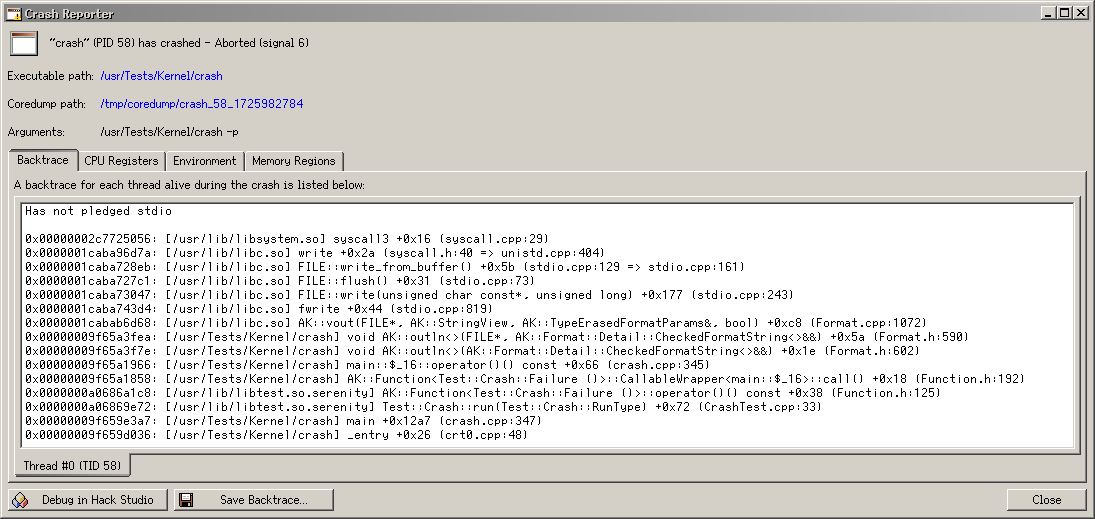 Crash Reporter
"crash" (PID 58) has crashed - Aborted (signal 6)
Executable path: /usr/Tests/Kernel/crash
Coredump path: /tmp/coredump/crash_58_1725982784
Arguments: /usr/Tests/Kernel/crash -p
Backtrace CPU Registers Environment Memory Regions
A backtrace for each thread alive during the crash is listed below:
Has not pledged stdio
0x00000002c7725056: [/usr/lib/libsystem.so] syscall3 +0x16 (syscall.cpp:29)
0x0000001caba96d7a: [/usr/lib/libc.so] write +0x2a (syscall.h:40 => unistd.cpp:404)
0x0000001caba728eb: [/usr/lib/libc.so] FILE::write_from_buffer() +0x5b (stdio.cpp:129 => stdio.cpp:161)
0x0000001caba727c1: [/usr/lib/libc.so] FILE::flush() +0x31 (stdio.cpp:73)
0x0000001caba73047: [/usr/lib/libc.so] FILE::write(unsigned char const*, unsigned long) +0x177 (stdio.cpp:243)
0x0000001caba743d4: [/usr/lib/libc.so] fwrite +0x44 (stdio.cpp:819)
0x0000001cabab6d68: [/usr/lib/libc.so] AK::vout(FILE*, AK::StringView, AK::TypeErasedFormatParams&, bool) +0xc8 (Format.cpp:1072)
0x00000009f65a3fea: [/usr/Tests/Kernel/crash] void AK::outln<>(FILE*, AK::Format::Detail::CheckedFormatString<>&&) +0x5a (Format.h:590)
0x00000009f65a3f7e: [/usr/Tests/Kernel/crash] void AK::outln<>(AK::Format::Detail::CheckedFormatString<>&&) +0x1e (Format.h:602)
0x00000009f65a1966: [/usr/Tests/Kernel/crash] main::$_16::operator()() const +0x66 (crash.cpp:345)
0x00000009f65a1858: [/usr/Tests/Kernel/crash] AK::Function<Test::Crash::Failure ()>::CallableWrapper<main::$_16>::call() +0x18 (Function.h:192)
0x0000000a0686a1c8: [/usr/lib/libtest.so.serenity] AK::Function<Test::Crash::Failure ()>::operator()() const +0x38 (Function.h:125)
0x0000000a06869e72: [/usr/lib/libtest.so.serenity] Test::Crash::run(Test::Crash::RunType) +0x72 (CrashTest.cpp:33)
0x00000009f659e3a7: [/usr/Tests/Kernel/crash] main +0x12a7 (crash.cpp:347)
0x00000009f659d036: [/usr/Tests/Kernel/crash] _entry +0x26 (crt0.cpp:48)
Thread #0 (TID 58)
Debug in Hack Studio Save Backtrace... Close